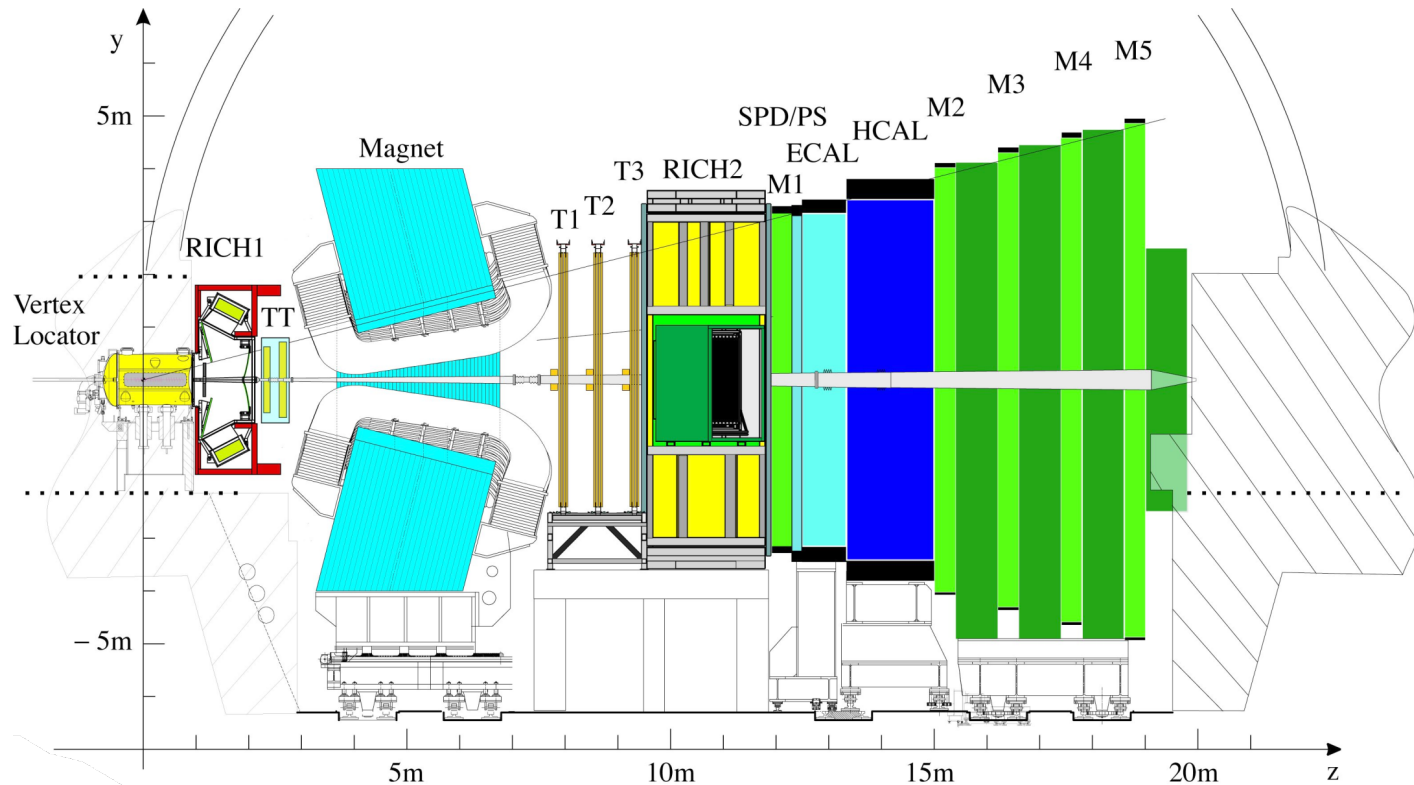 y
5m
Magnet
RICH1
Vertex
Locator
TT
T1
T2
T3
RICH2
M1
SPD/PS
ECAL
HCAL
M2
M3
M4
M5
− 5m
5m
10m
15m
20m
z